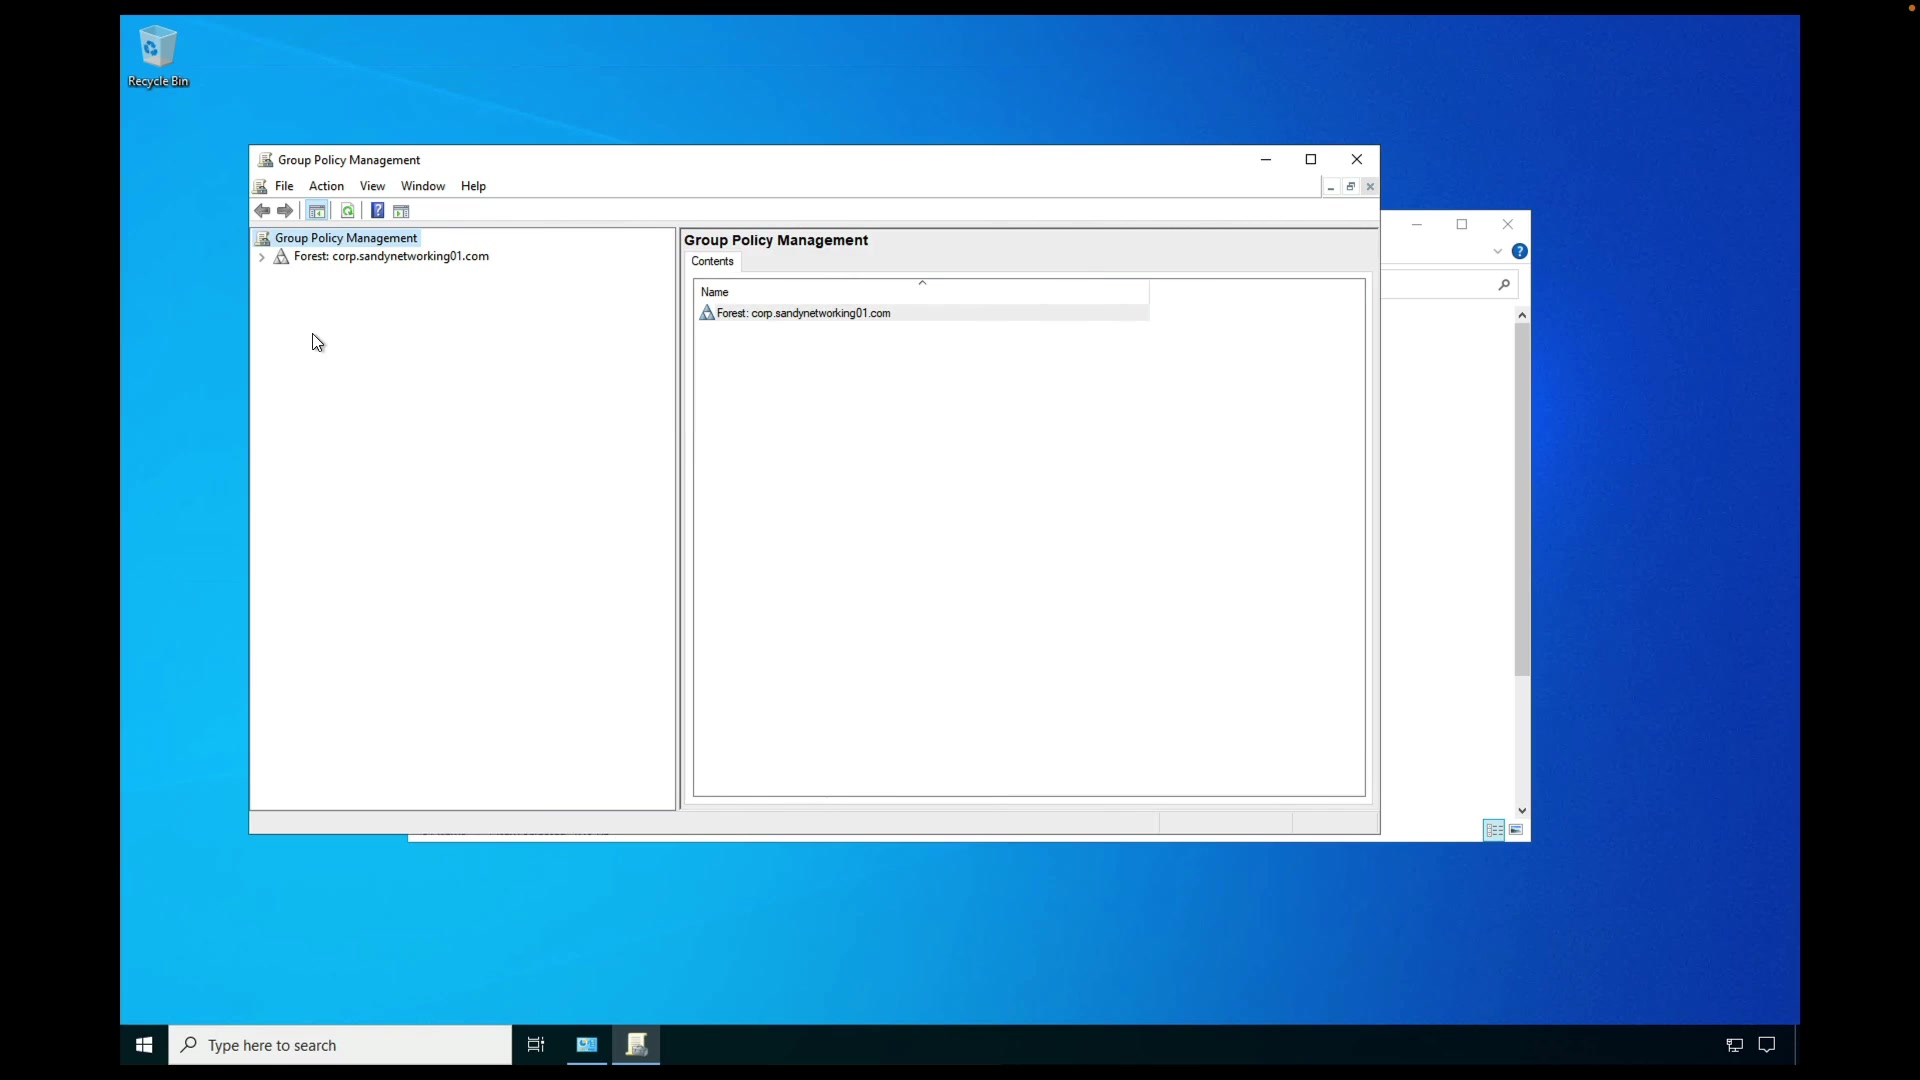 Recycle Bin
Group Policy Management
File Action View Window Help
Group Policy Management
Forest: corp.sandynetworking01.com
Group Policy Management
Contents
Name
Forest: corp.sandynetworking01.com
Type here to search